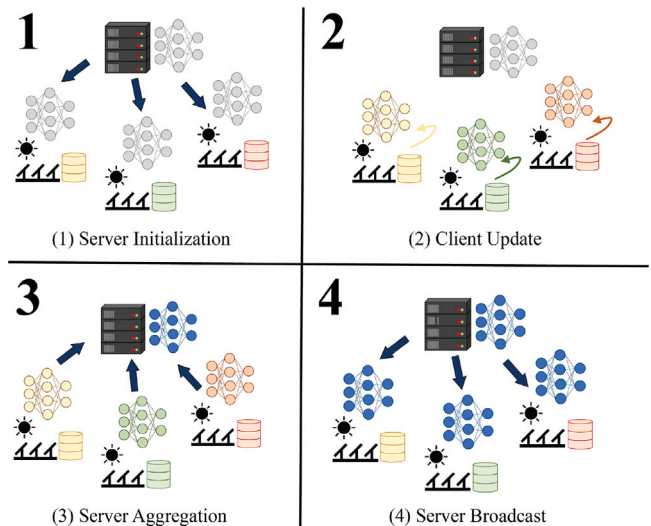 1
2
(1) Server Initialization
(2) Client Update
3
4
(3) Server Aggregation
(4) Server Broadcast